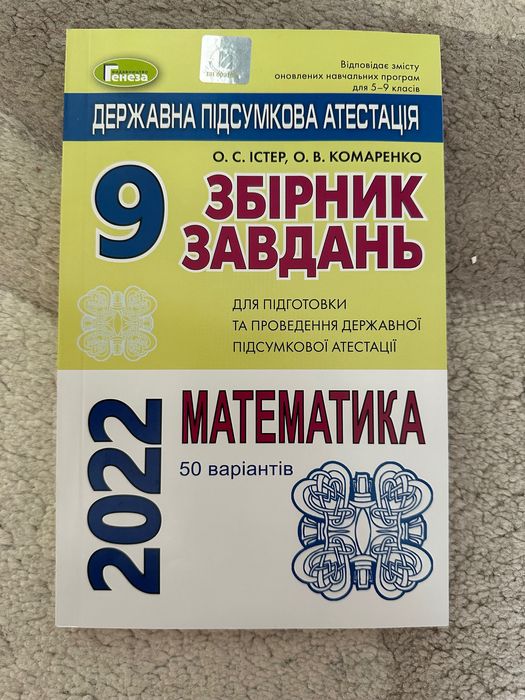 видавництво
Генеза
Відповідає змісту
оновлених навчальних програм
для 5–9 класів
ДЕРЖАВНА ПІДСУМКОВА АТЕСТАЦІЯ
О. С. ІСТЕР, О. В. КОМАРЕНКО
9
ЗБІРНИК
ЗАВДАНЬ
ДЛЯ ПІДГОТОВКИ
ТА ПРОВЕДЕННЯ ДЕРЖАВНОЇ
ПІДСУМКОВОЇ АТЕСТАЦІЇ
2022
МАТЕМАТИКА
50 варіантів